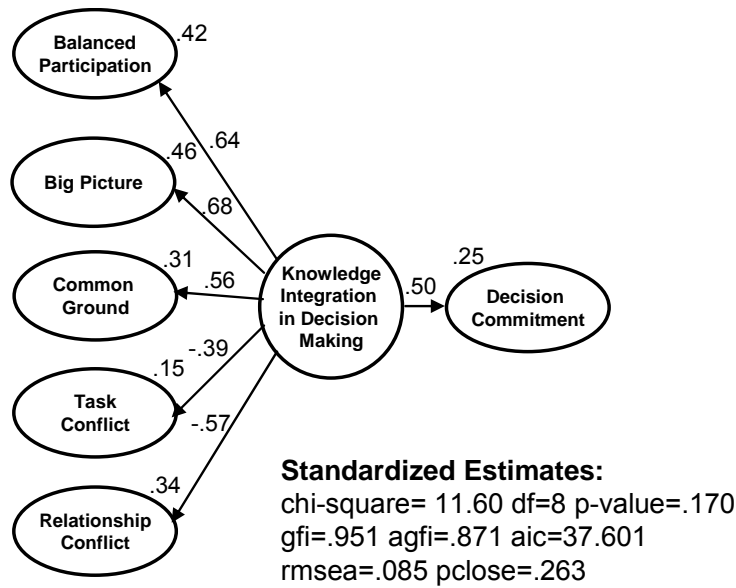 Balanced
Participation
.42
.64
Big Picture
.46
.68
Common
Ground
.31
.56
Task
Conflict
.15
-.39
Relationship
Conflict
.34
-.57
Knowledge
Integration
in Decision
Making
.50
.25
Decision
Commitment
Standardized Estimates:
chi-square= 11.60 df=8 p-value=.170
gfi=.951 agfi=.871 aic=37.601
rmsea=.085 pclose=.263